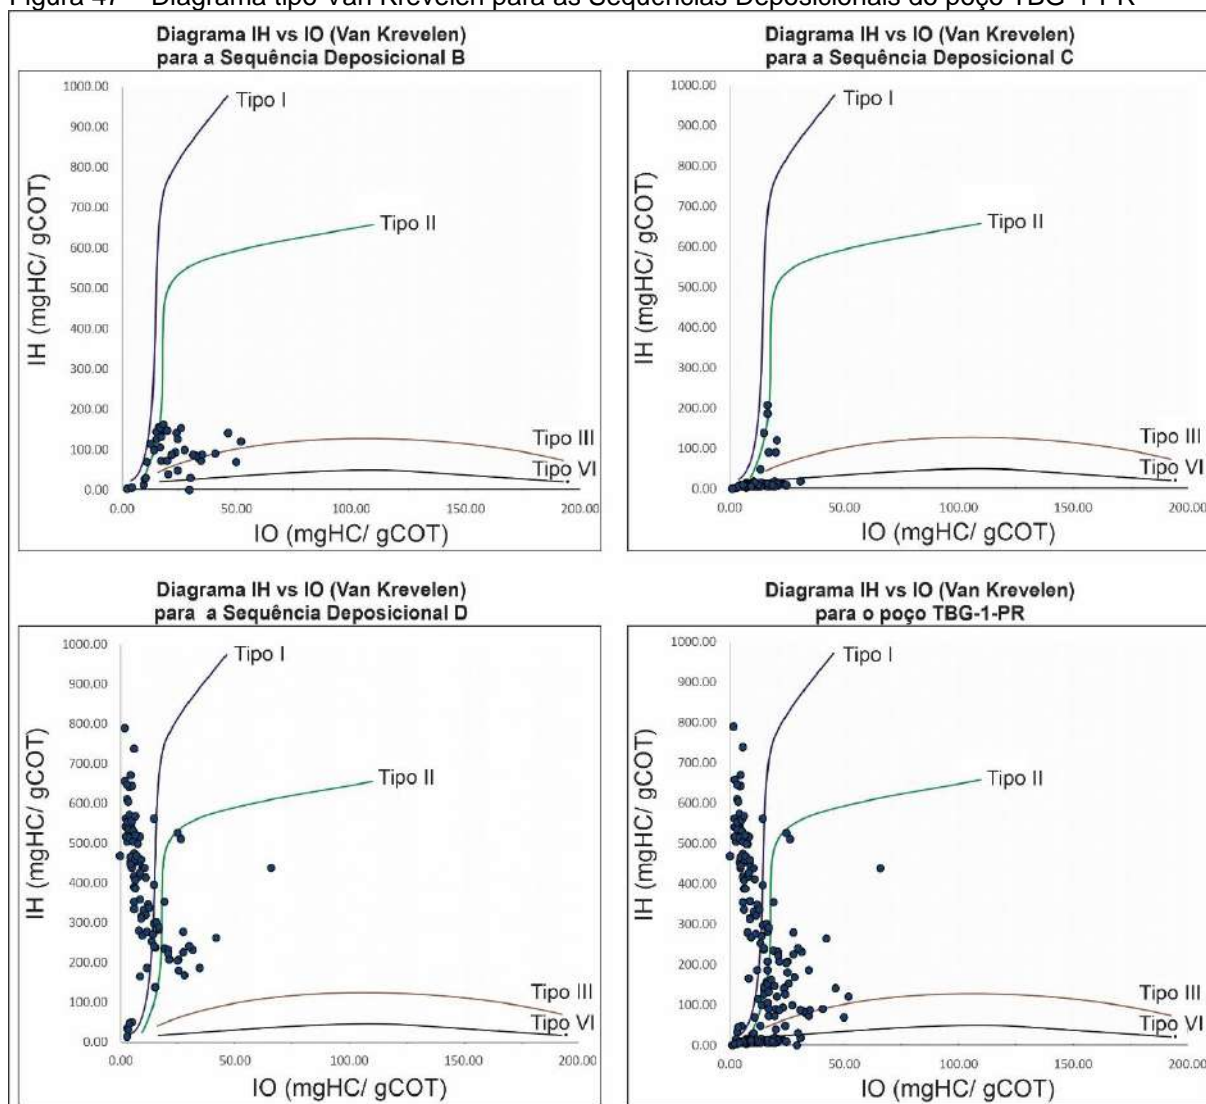 Figura 47 – Diagrama tipo Van Krevelen para as Sequências Deposicionais do poço TBG-1-PR
Diagrama IH vs IO (Van Krevelen)
para a Sequência Deposicional B
IH (mgHC/ gCOT)
1000.00
900.00
800.00
700.00
600.00
500.00
400.00
300.00
200.00
100.00
0.00
Tipo I
Tipo II
Tipo III
Tipo VI
0.00 50.00 100.00 150.00 200.00
IO (mgHC/ gCOT)
Diagrama IH vs IO (Van Krevelen)
para a Sequência Deposicional C
IH (mgHC/ gCOT)
1000.00
900.00
800.00
700.00
600.00
500.00
400.00
300.00
200.00
100.00
0.00
Tipo I
Tipo II
Tipo III
Tipo VI
0.00 50.00 100.00 150.00 200.00
IO (mgHC/ gCOT)
Diagrama IH vs IO (Van Krevelen)
para a Sequência Deposicional D
IH (mgHC/ gCOT)
1000.00
900.00
800.00
700.00
600.00
500.00
400.00
300.00
200.00
100.00
0.00
Tipo I
Tipo II
Tipo III
Tipo VI
0.00 50.00 100.00 150.00 200.00
IO (mgHC/ gCOT)
Diagrama IH vs IO (Van Krevelen)
para o poço TBG-1-PR
IH (mgHC/ gCOT)
1000.00
900.00
800.00
700.00
600.00
500.00
400.00
300.00
200.00
100.00
0.00
Tipo I
Tipo II
Tipo III
Tipo VI
0.00 50.00 100.00 150.00 200.00
IO (mgHC/ gCOT)